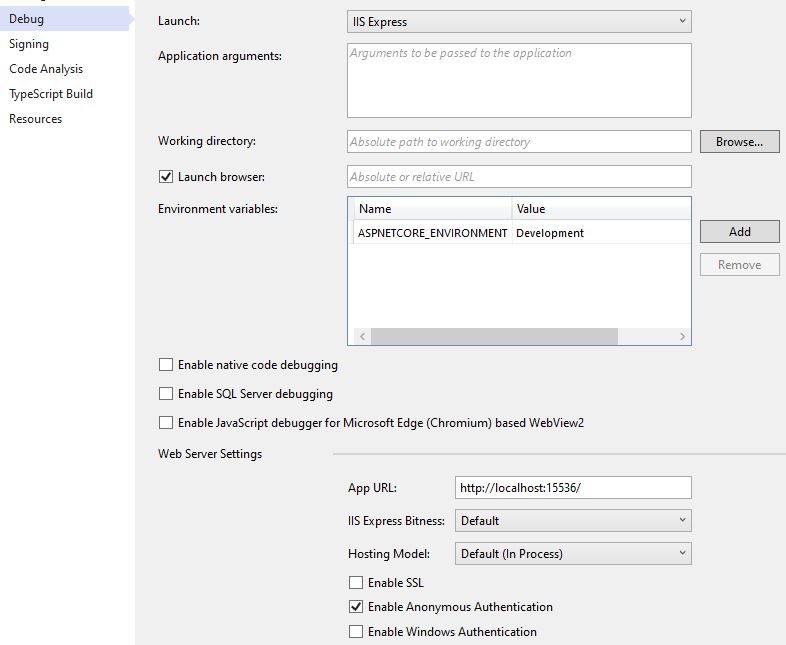 Debug
Signing
Code Analysis
TypeScript Build
Resources
Launch: IIS Express
Application arguments: Arguments to be passed to the application
Working directory: Absolute path to working directory Browse...
Launch browser: Absolute or relative URL
Environment variables: Name Value
ASPNETCORE_ENVIRONMENT Development
Add
Remove
Enable native code debugging
Enable SQL Server debugging
Enable JavaScript debugger for Microsoft Edge (Chromium) based WebView2
Web Server Settings
App URL: http://localhost:15536/
IIS Express Bitness: Default
Hosting Model: Default (In Process)
Enable SSL
Enable Anonymous Authentication
Enable Windows Authentication